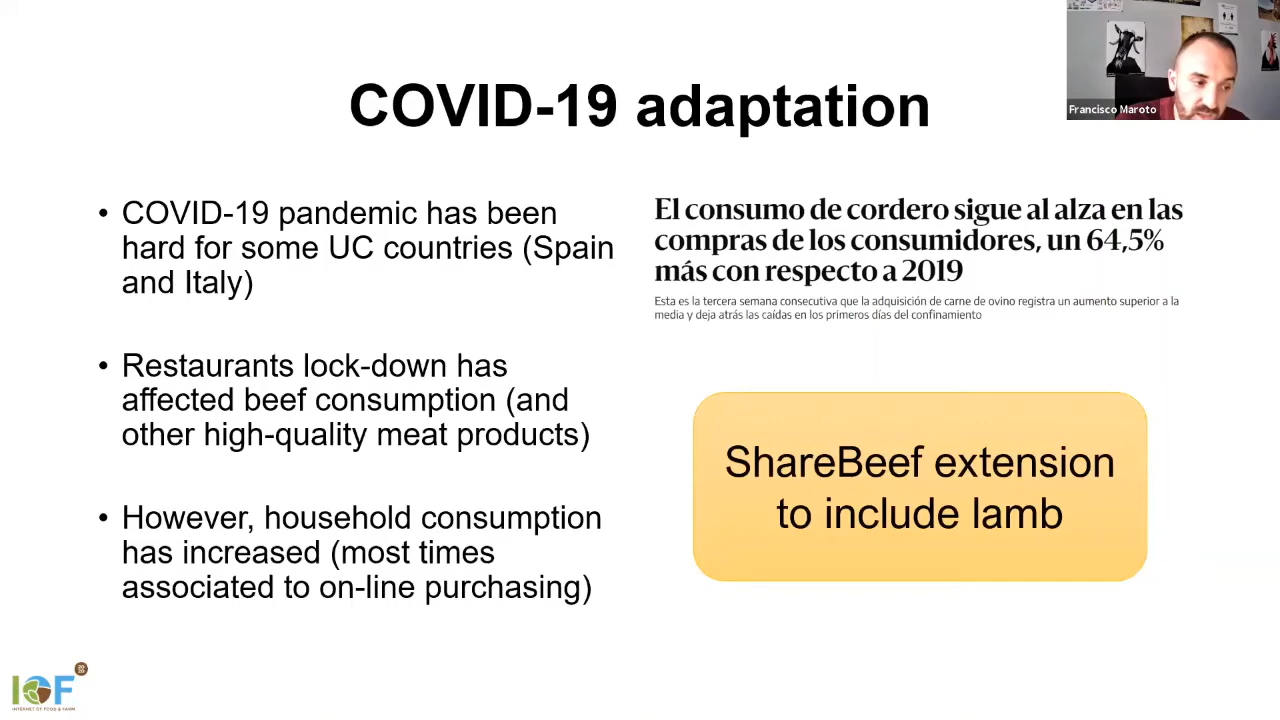 COVID-19 adaptation
Francisco Maroto
• COVID-19 pandemic has been
hard for some UC countries (Spain
and Italy)
• Restaurants lock-down has
affected beef consumption (and
other high-quality meat products)
• However, household consumption
has increased (most times
associated to on-line purchasing)
El consumo de cordero sigue al alza en las
compras de los consumidores, un 64,5%
más con respecto a 2019
Esta es la tercera semana consecutiva que la adquisición de carne de ovino registra un aumento superior a la
media y deja atrás las caídas en los primeros días del confinamiento
ShareBeef extension
to include lamb
IOF
2020
INTERNET OF FOOD & FARM